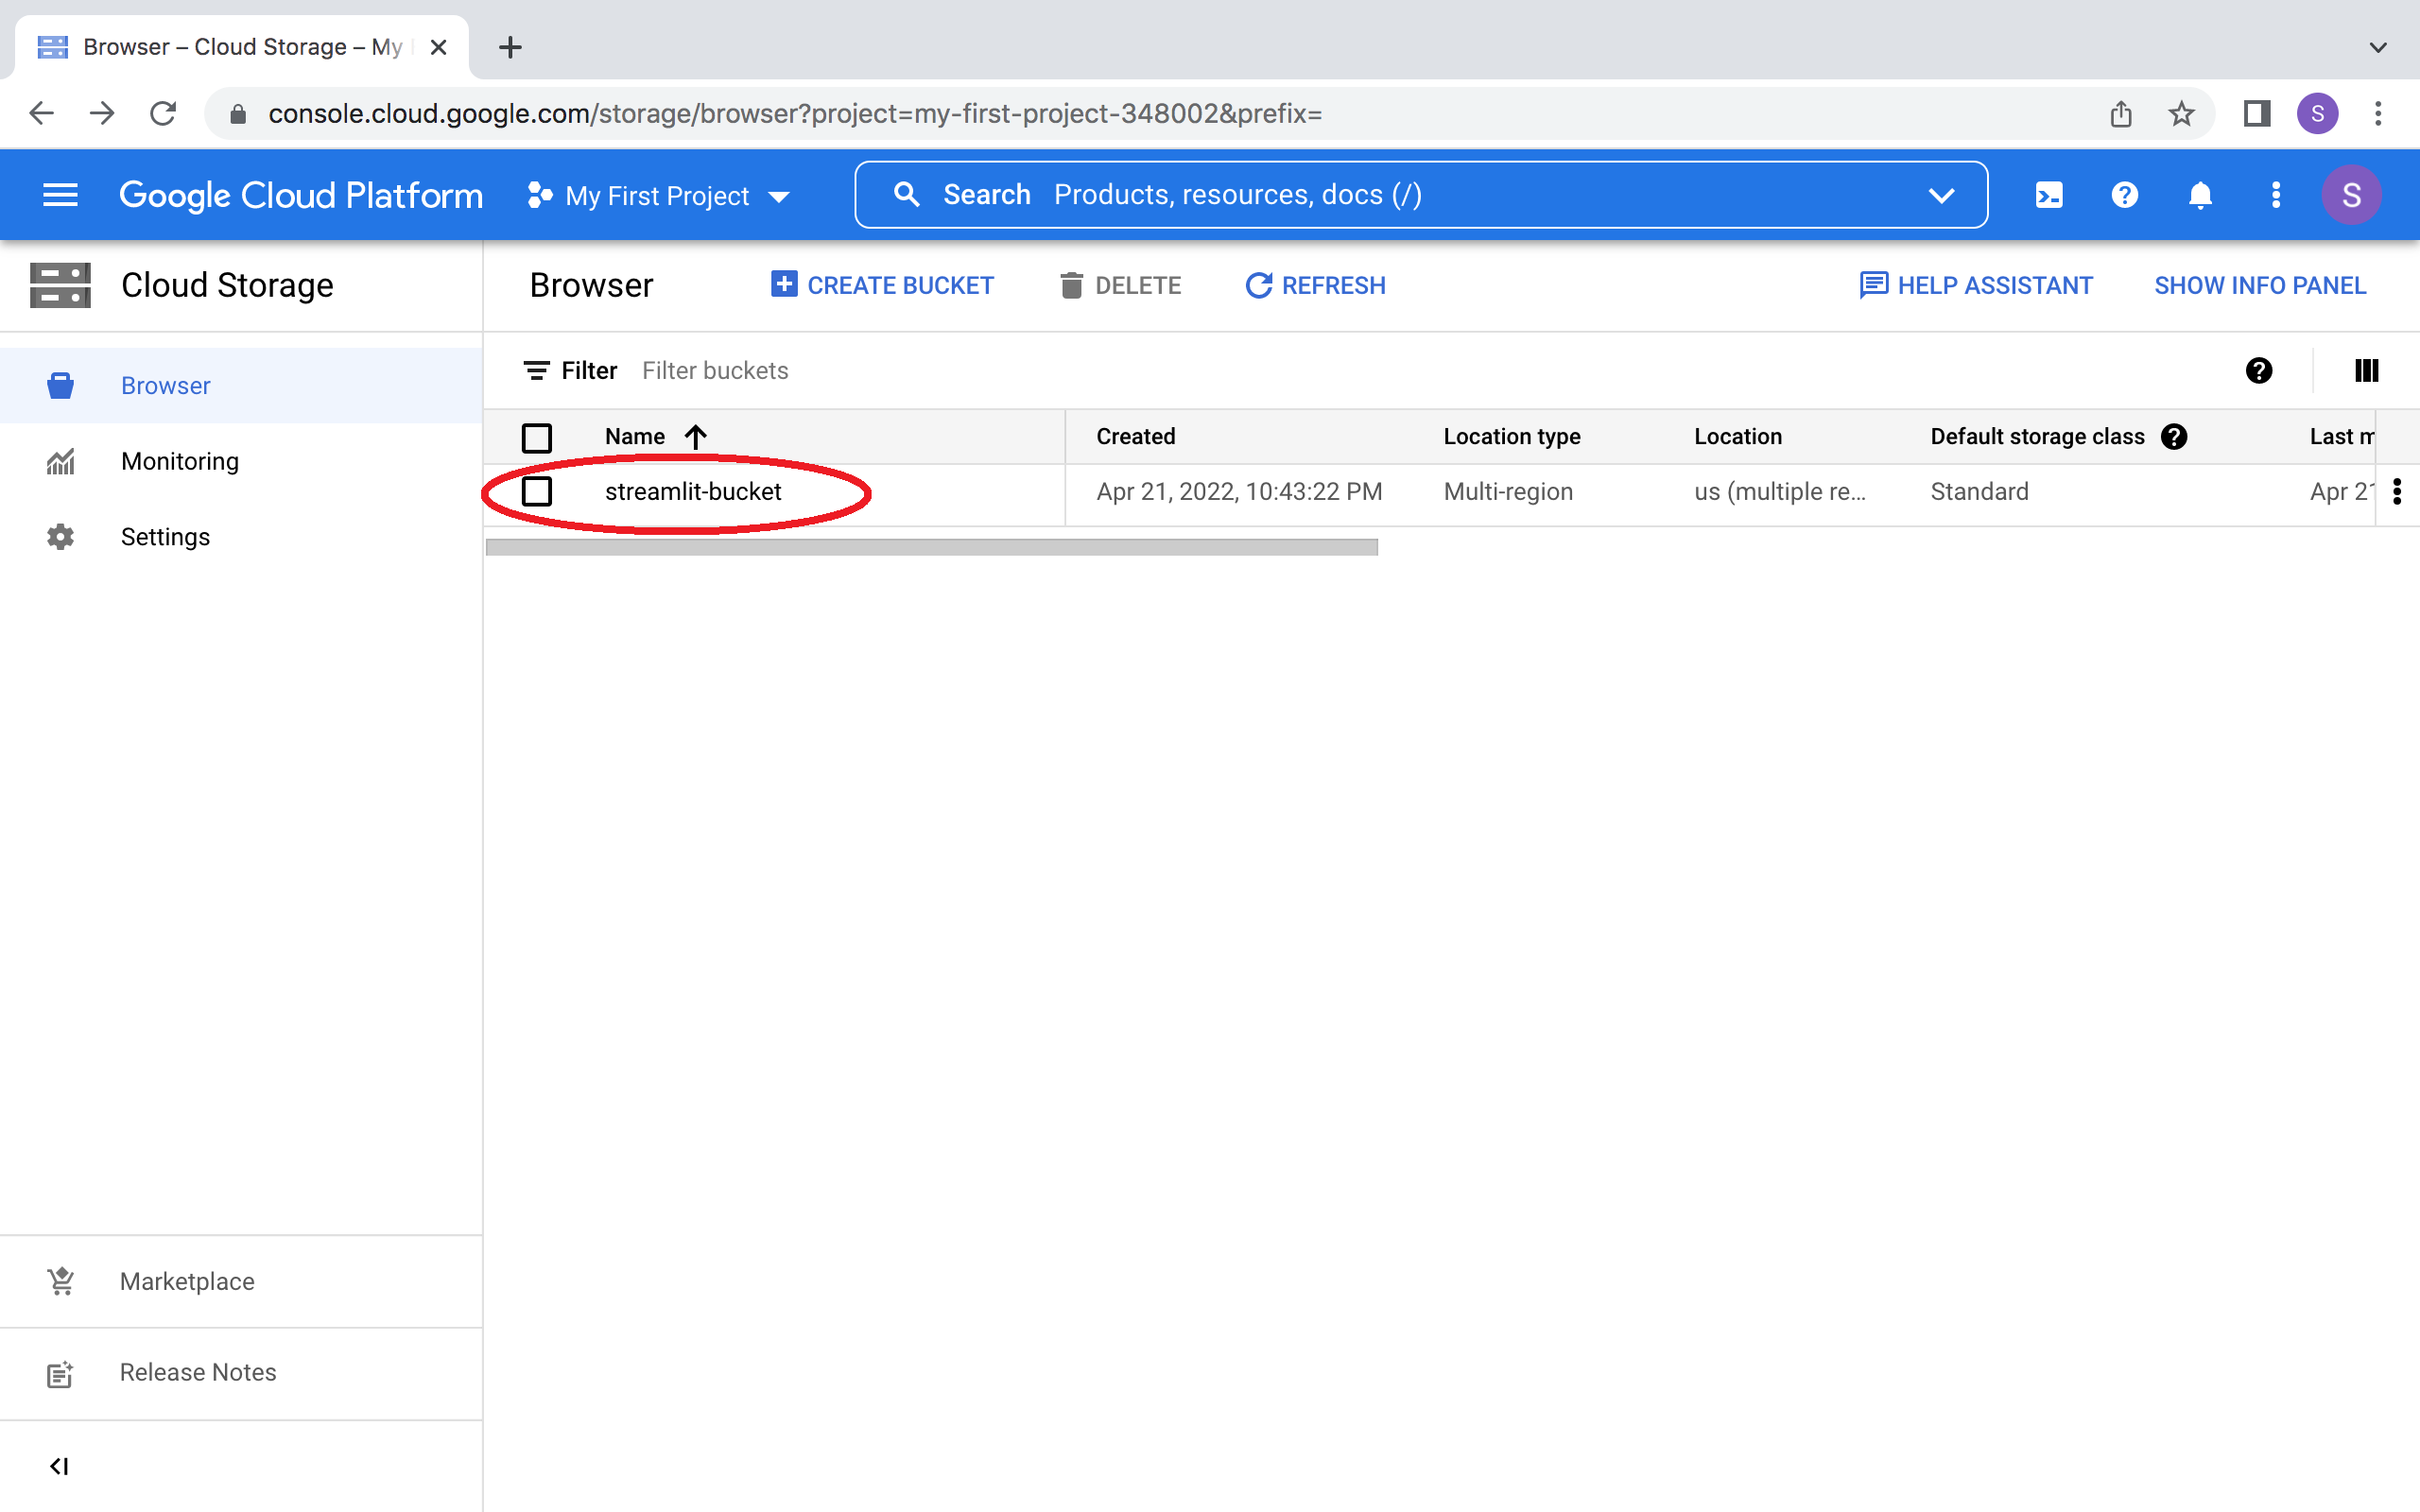 Browser – Cloud Storage – My
console.cloud.google.com/storage/browser?project=my-first-project-348002&prefix=
S
Google Cloud Platform
My First Project
Search Products, resources, docs (/)
S
Cloud Storage
Browser
CREATE BUCKET
DELETE
REFRESH
HELP ASSISTANT
SHOW INFO PANEL
Browser
Monitoring
Settings
Filter Filter buckets
Name Created Location type Location Default storage class Last m
streamlit-bucket Apr 21, 2022, 10:43:22 PM Multi-region us (multiple re... Standard Apr 21
Marketplace
Release Notes